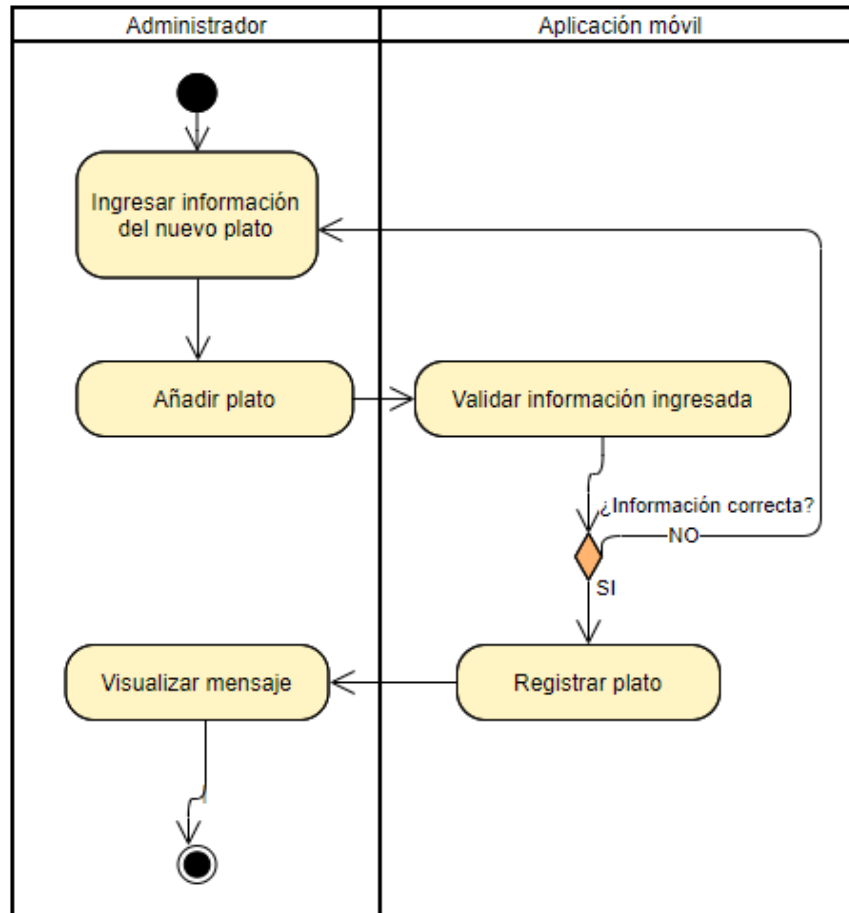 Administrador
Aplicación móvil
Ingresar información
del nuevo plato
Añadir plato
Validar información ingresada
¿Información correcta?
NO
SI
Visualizar mensaje
Registrar plato